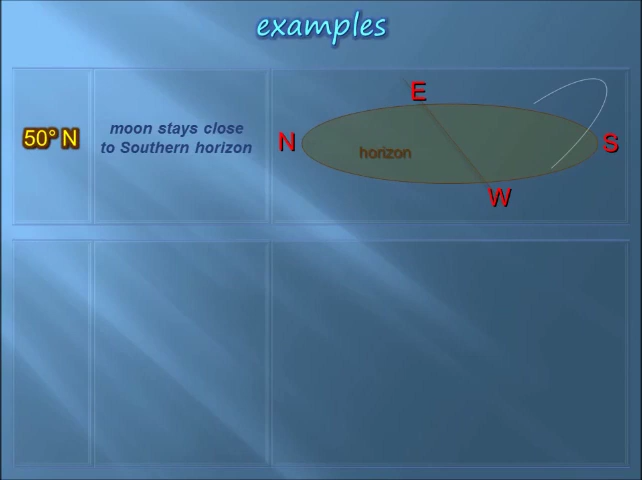 examples
50° N
moon stays close
to Southern horizon
E
N
horizon
S
W